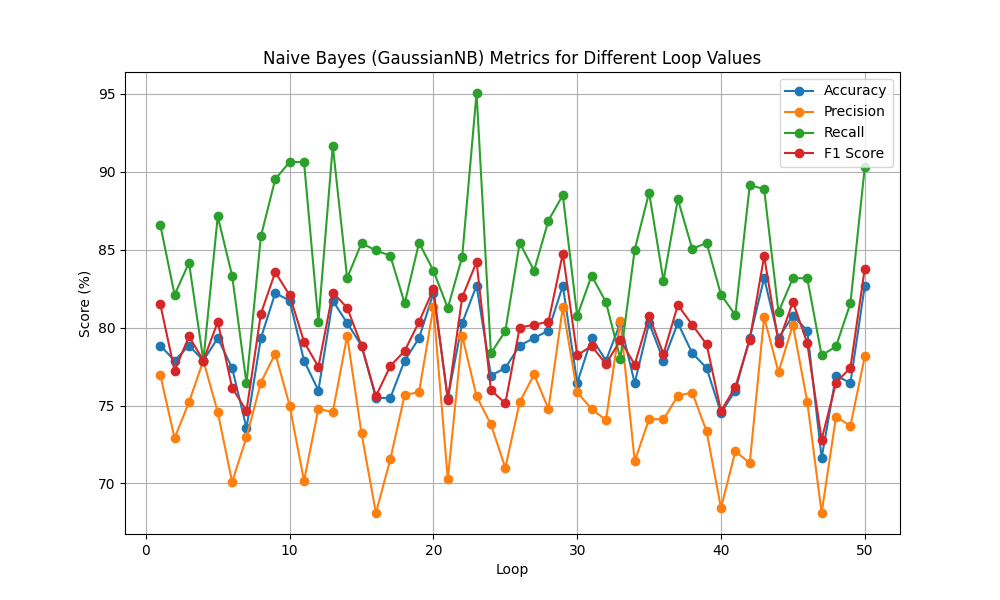 Naive Bayes (GaussianNB) Metrics for Different Loop Values
Accuracy
Precision
Recall
F1 Score
95
90
85
80
75
70
Score (%)
0
10
20
30
40
50
Loop